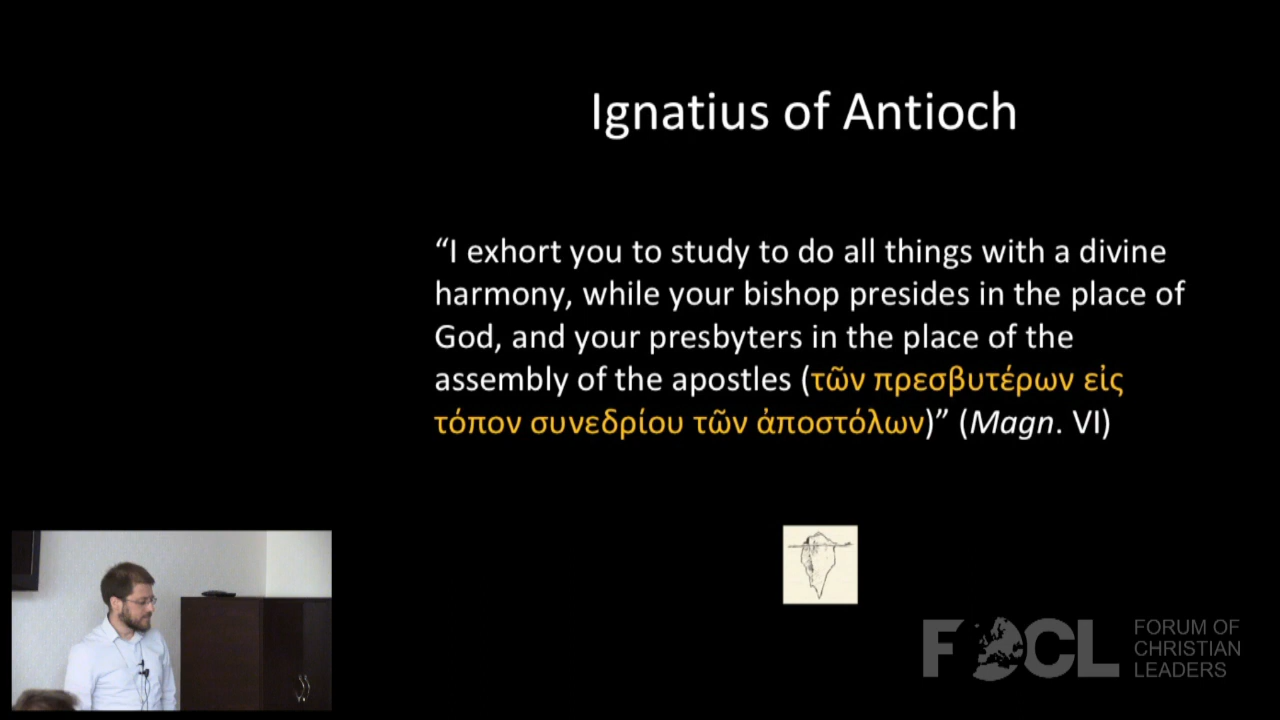 Ignatius of Antioch
“I exhort you to study to do all things with a divine
harmony, while your bishop presides in the place of
God, and your presbyters in the place of the
assembly of the apostles (τῶν πρεσβυτέρων εἰς
τόπον συνεδρίου τῶν ἀποστόλων)” (Magn. VI)
FOCL
FORUM OF
CHRISTIAN
LEADERS